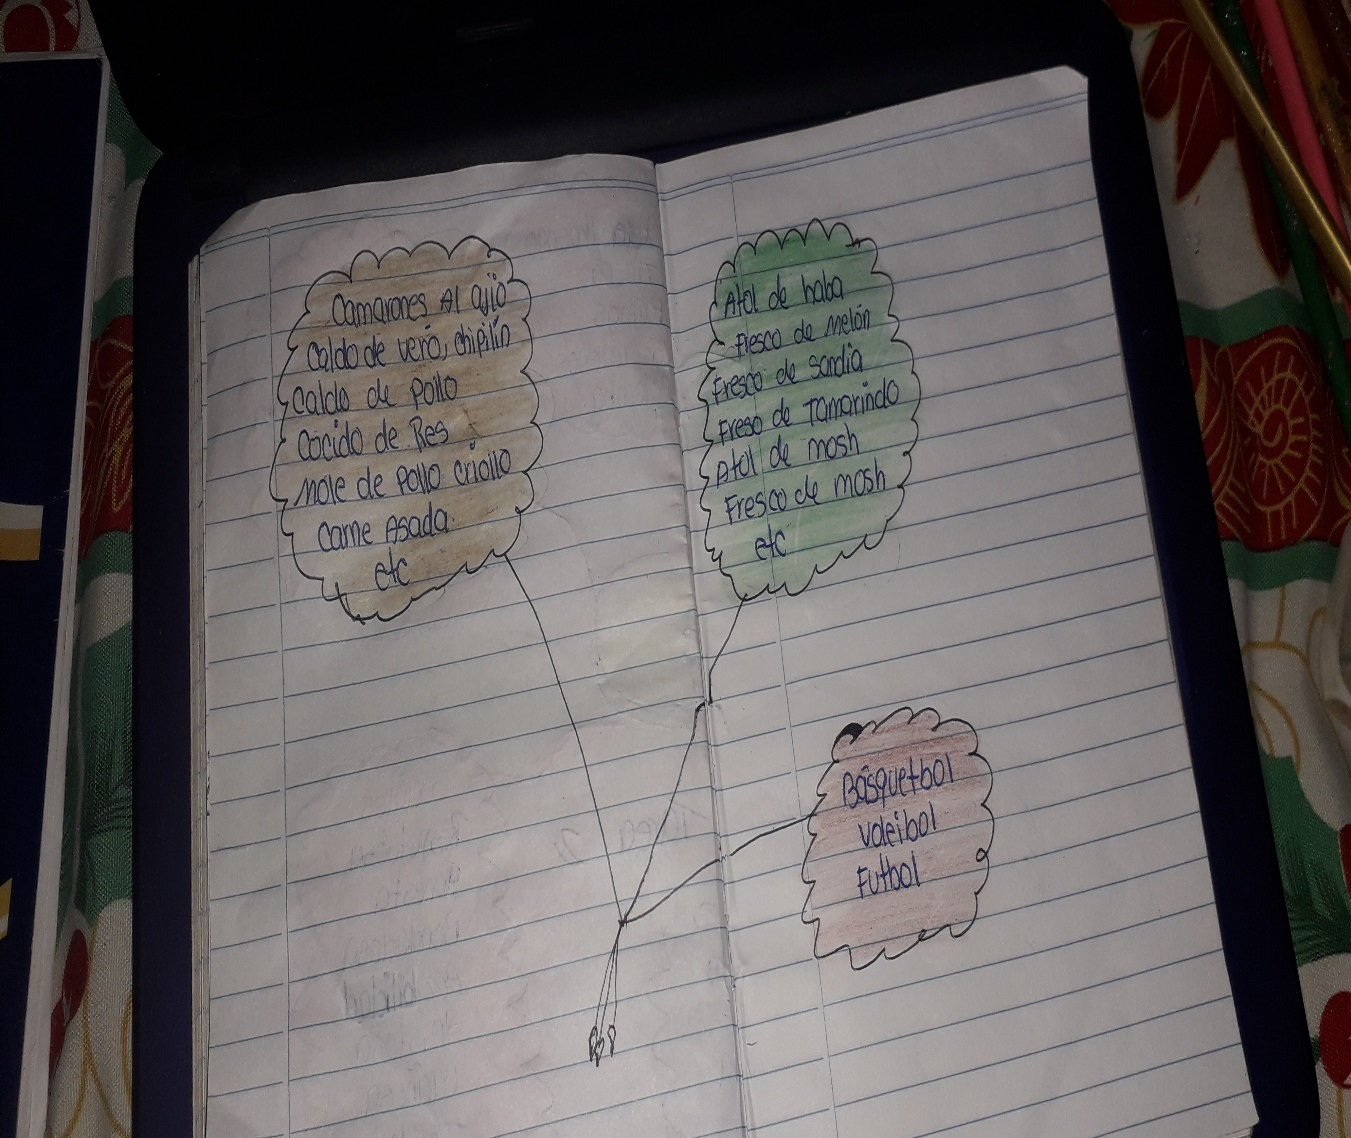 Camarones Al ajio
Caldo de verö, chipilín
Caldo de pollo
Cocido de Res
Mole de Pollo criollo
Carne Asada.
etc
Atol de haba
Fresco de melón
Fresco de sandia
Freso de Tamarindo
Atol de mosh
Fresco de mosh
etc
Básquetbol
Voleibol
Futbol